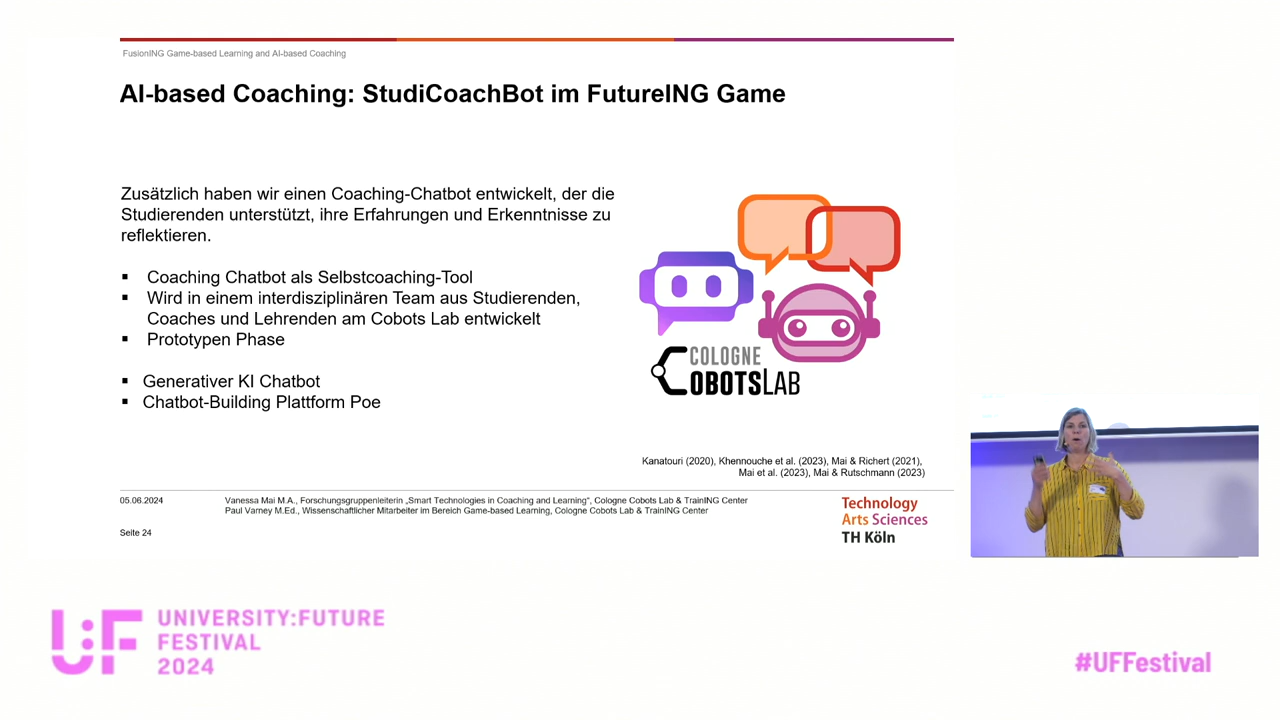 FusionING Game-based Learning and AI-based Coaching
AI-based Coaching: StudiCoachBot im FutureING Game
Zusätzlich haben wir einen Coaching-Chatbot entwickelt, der die
Studierenden unterstützt, ihre Erfahrungen und Erkenntnisse zu
reflektieren.
▪ Coaching Chatbot als Selbstcoaching-Tool
▪ Wird in einem interdisziplinären Team aus Studierenden,
Coaches und Lehrenden am Cobots Lab entwickelt
▪ Prototypen Phase
▪ Generativer KI Chatbot
▪ Chatbot-Building Plattform Poe
COLOGNE
COBOTSLAB
Kanatouri (2020), Khennouche et al. (2023), Mai & Richert (2021),
Mai et al. (2023), Mai & Rutschmann (2023)
05.06.2024
Vanessa Mai M.A., Forschungsgruppenleiterin „Smart Technologies in Coaching and Learning“, Cologne Cobots Lab & TrainING Center
Paul Varney M.Ed., Wissenschaftlicher Mitarbeiter im Bereich Game-based Learning, Cologne Cobots Lab & TrainING Center
Seite 24
Technology
Arts Sciences
TH Köln
U:F
UNIVERSITY:FUTURE
FESTIVAL
2024
#UFFestival